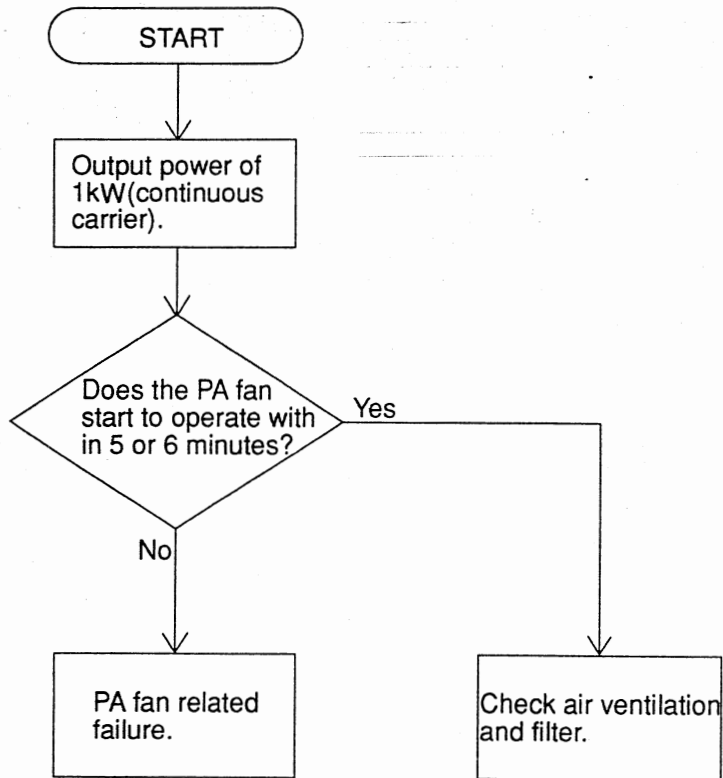 START
Output power of
1kW(continuous
carrier).
Does the PA fan
start to operate with
in 5 or 6 minutes?
Yes
No
PA fan related
failure.
Check air ventilation
and filter.